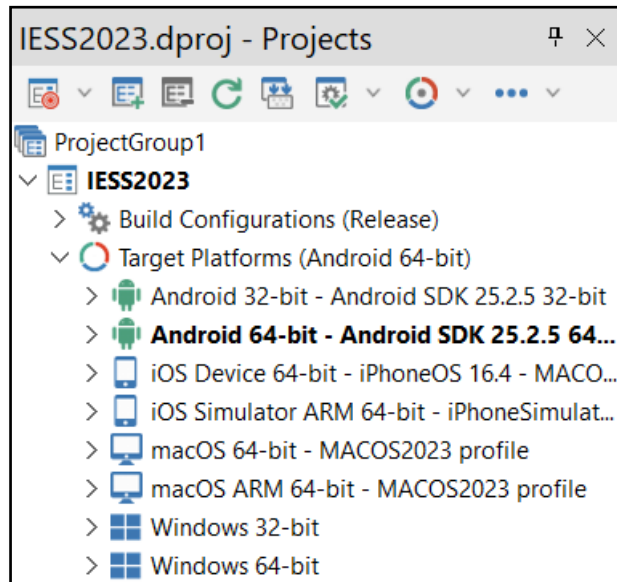 IESS2023.dproj - Projects
ProjectGroup1
IESS2023
Build Configurations (Release)
Target Platforms (Android 64-bit)
Android 32-bit - Android SDK 25.2.5 32-bit
Android 64-bit - Android SDK 25.2.5 64...
iOS Device 64-bit - iPhoneOS 16.4 - MACO...
iOS Simulator ARM 64-bit - iPhoneSimulat...
macOS 64-bit - MACOS2023 profile
macOS ARM 64-bit - MACOS2023 profile
Windows 32-bit
Windows 64-bit